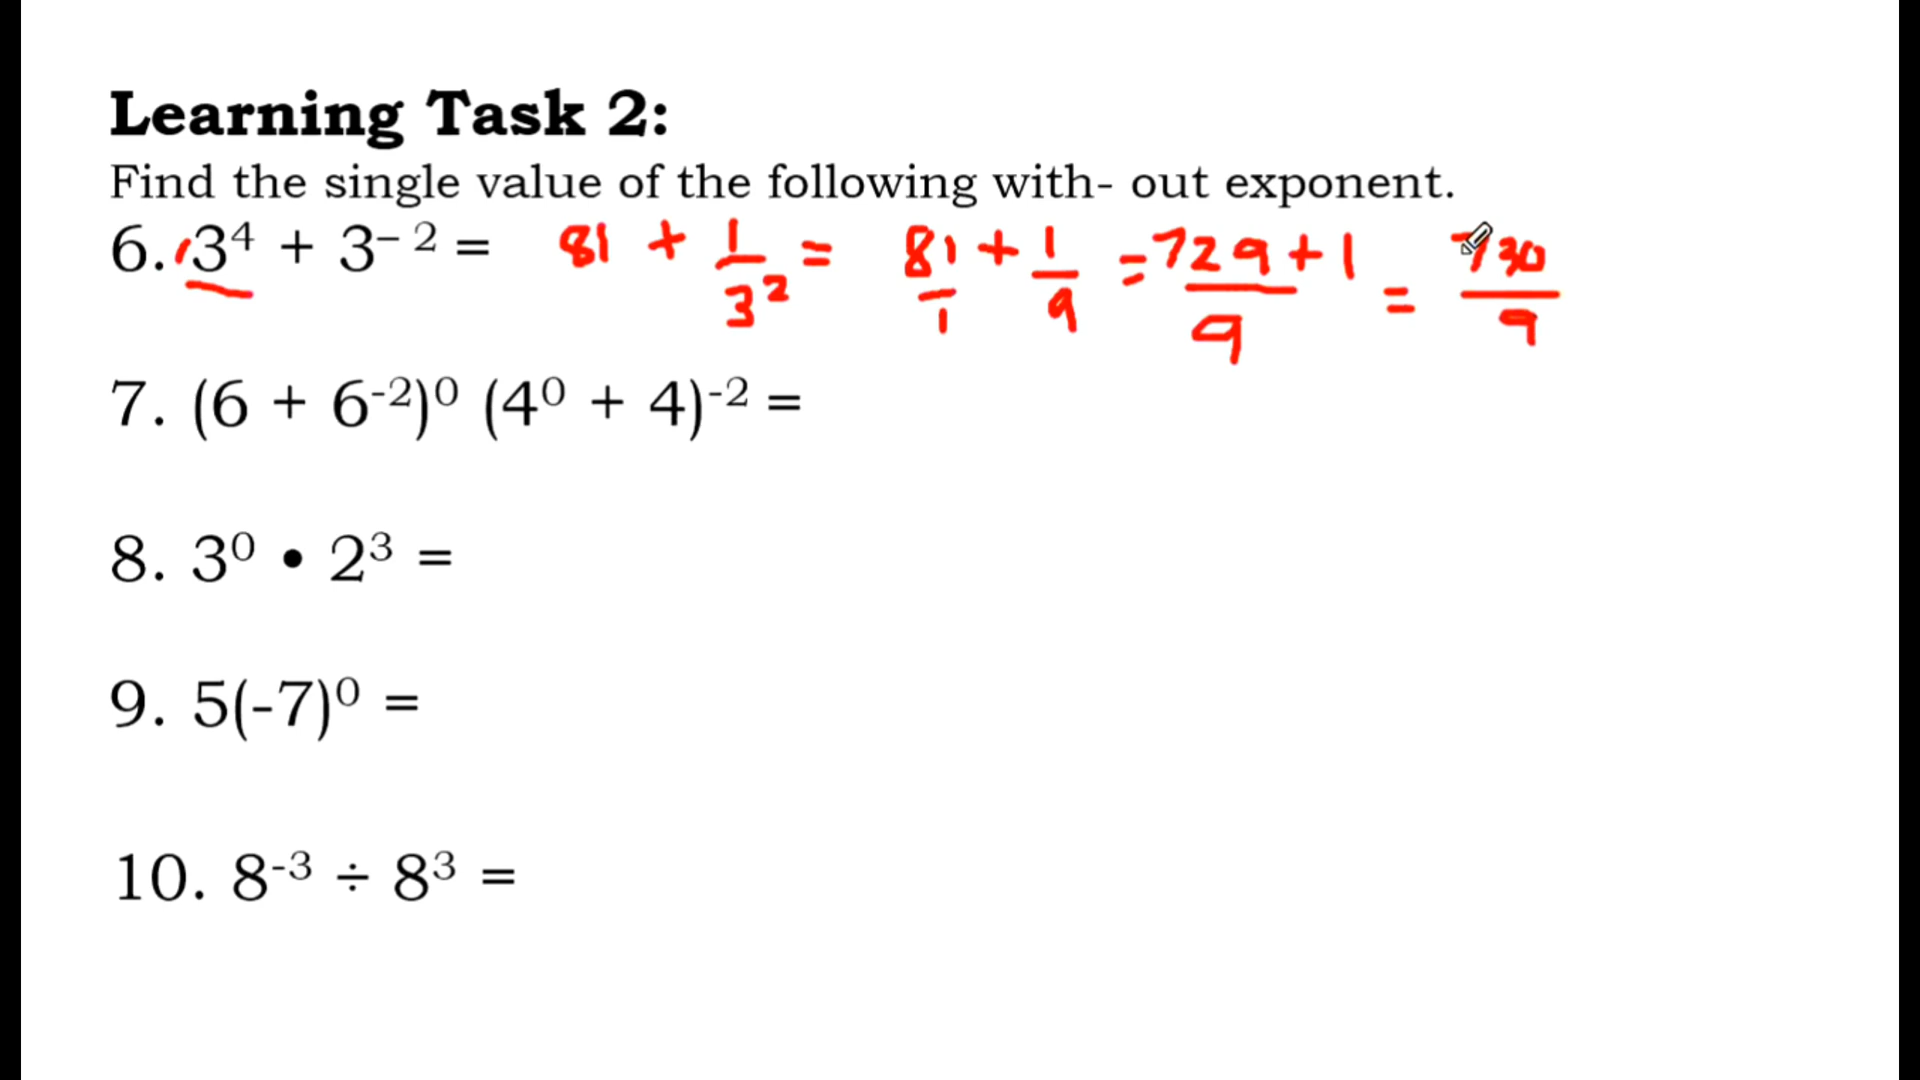 Learning Task 2:
Find the single value of the following with- out exponent.
6. 3⁴ + 3⁻² = 81 + 1/3² = 81/1 + 1/9 = 729 + 1/9 = 730/9
7. (6 + 6⁻²)⁰ (4⁰ + 4)⁻² =
8. 3⁰ • 2³ =
9. 5(-7)⁰ =
10. 8⁻³ ÷ 8³ =